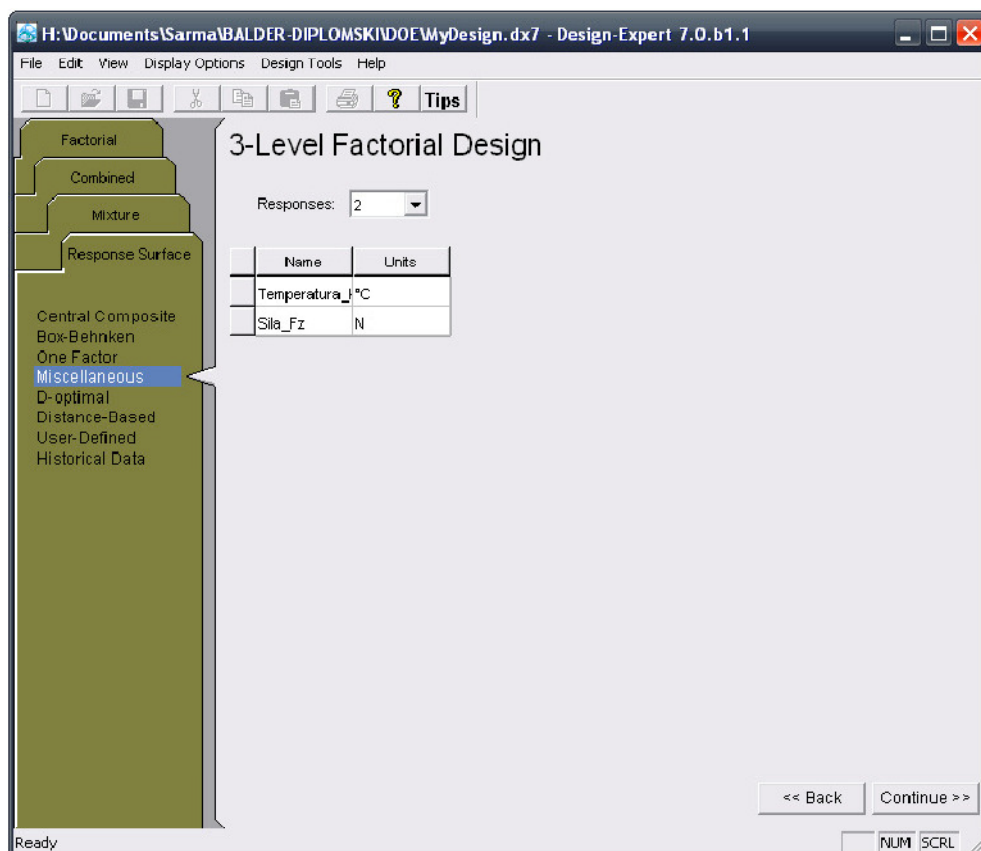 H:\Documents\Sarma\BALDER-DIPLOMSKI\DOE\MyDesign.dx7 - Design-Expert 7.0.b1.1
File Edit View Display Options Design Tools Help
? Tips
Factorial
Combined
Mixture
Response Surface
Central Composite
Box-Behnken
One Factor
Miscellaneous
D-optimal
Distance-Based
User-Defined
Historical Data
3-Level Factorial Design
Responses: 2
Name Units
Temperatura_ °C
Sila_Fz N
<< Back Continue >>
Ready NUM SCRL